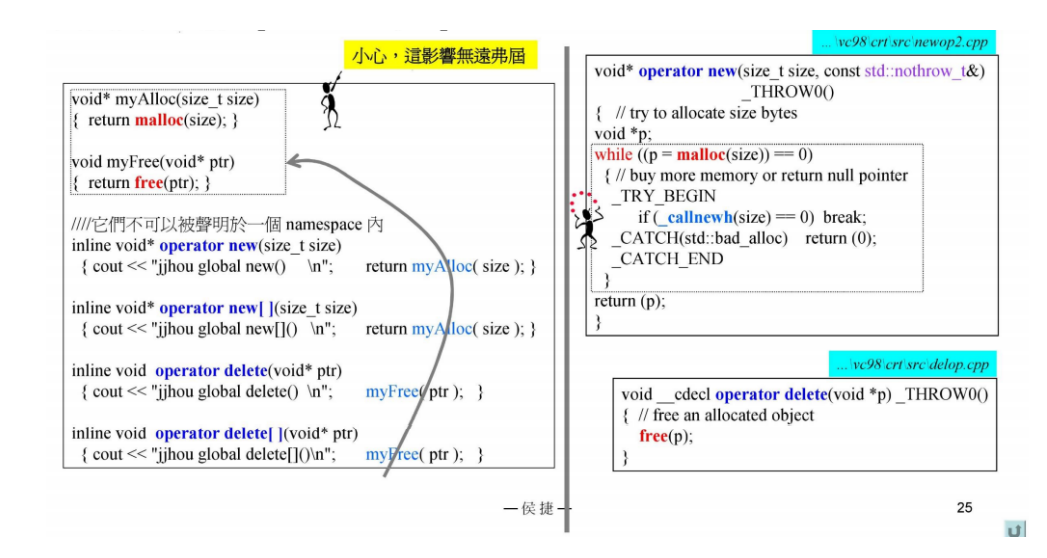 小心，這影響無遠弗屆
void* myAlloc(size_t size)
{ return malloc(size); }
void myFree(void* ptr)
{ return free(ptr); }
////它們不可以被聲明於一個 namespace 內
inline void* operator new(size_t size)
{ cout << "jjhou global new() \n"; return myAlloc( size ); }
inline void* operator new[ ](size_t size)
{ cout << "jjhou global new[]() \n"; return myAlloc( size ); }
inline void operator delete(void* ptr)
{ cout << "jjhou global delete() \n"; myFree( ptr ); }
inline void operator delete[ ](void* ptr)
{ cout << "jjhou global delete[]()\n"; myFree( ptr ); }
...\vc98\crt\src\newop2.cpp
void* operator new(size_t size, const std::nothrow_t&)
_THROW0()
{ // try to allocate size bytes
void *p;
while ((p = malloc(size)) == 0)
{ // buy more memory or return null pointer
_TRY_BEGIN
if (_callnewh(size) == 0) break;
_CATCH(std::bad_alloc) return (0);
_CATCH_END
}
return (p);
}
...\vc98\crt\src\delop.cpp
void __cdecl operator delete(void *p) _THROW0()
{ // free an allocated object
free(p);
}
—侯捷—
25